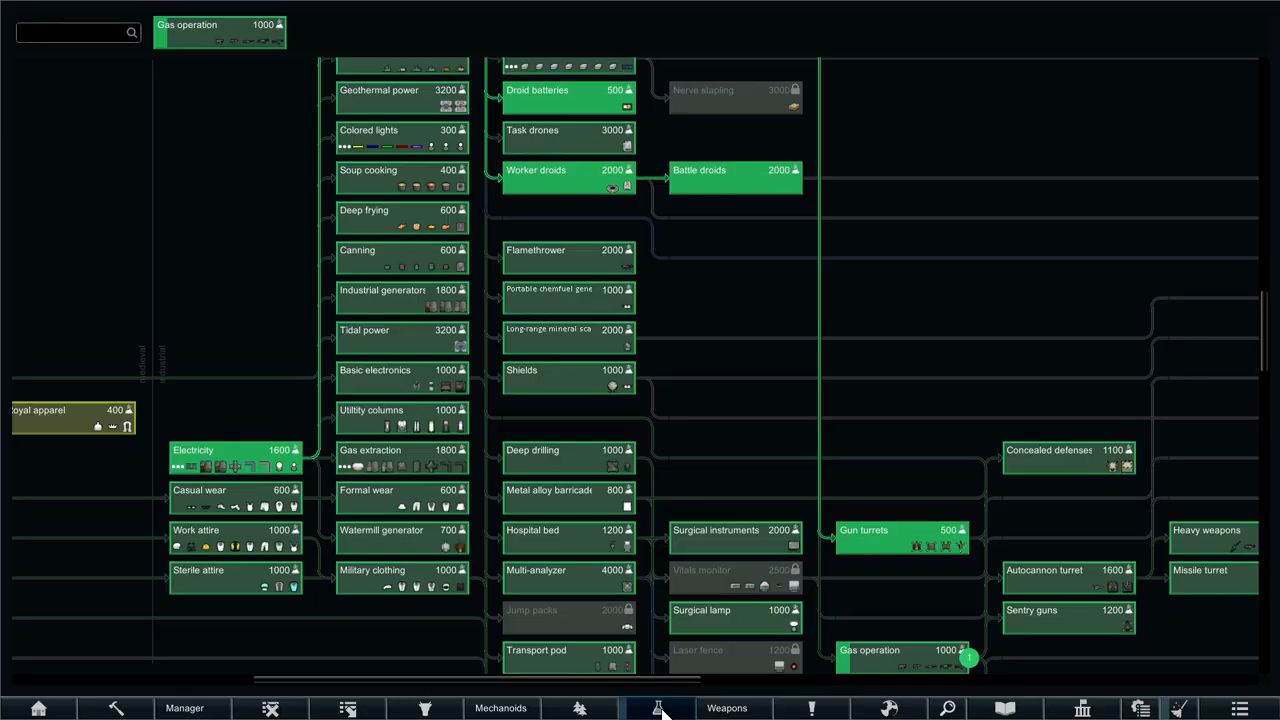 Gas operation 1000
Geothermal power 3200
Droid batteries 500
Nerve stapling 3000
Colored lights 300
Task drones 3000
Soup cooking 400
Worker droids 2000
Battle droids 2000
Deep frying 600
Canning 600
Flamethrower 2000
Industrial generators 1800
Portable chemfuel gene 1000
Tidal power 3200
Long-range mineral sca 2000
medieval
industrial
Basic electronics 1000
Shields 1000
oyal apparel 400
Utiltity columns 1000
Electricity 1600
Gas extraction 1800
Deep drilling 1000
Concealed defenses 1100
Casual wear 600
Formal wear 600
Metal alloy barricade 800
Work attire 1000
Watermill generator 700
Hospital bed 1200
Surgical instruments 2000
Gun turrets 500
Heavy weapons
Sterile attire 1000
Military clothing 1000
Multi-analyzer 4000
Vitals monitor 2500
Autocannon turret 1600
Missile turret
Jump packs 2000
Surgical lamp 1000
Sentry guns 1200
Transport pod 1000
Laser fence 1200
Gas operation 1000
1
Manager
Mechanoids
Weapons